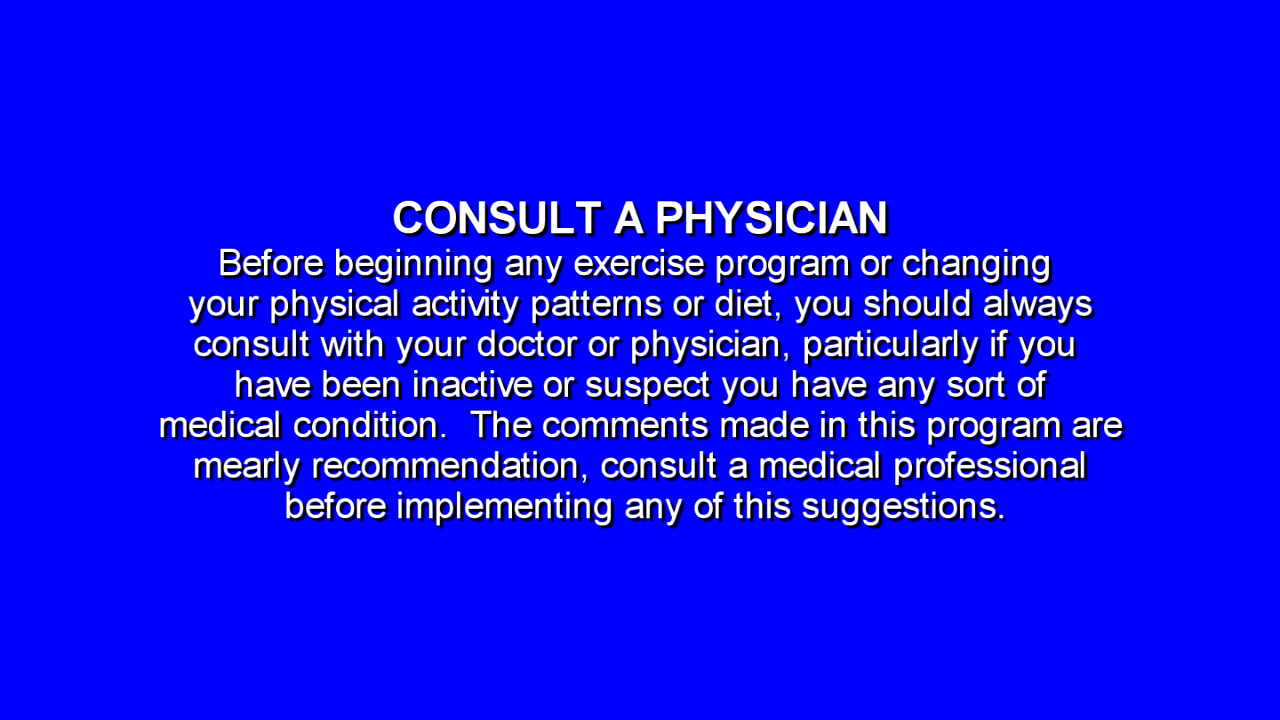 CONSULT A PHYSICIAN
Before beginning any exercise program or changing
your physical activity patterns or diet, you should always
consult with your doctor or physician, particularly if you
have been inactive or suspect you have any sort of
medical condition.  The comments made in this program are
mearly recommendation, consult a medical professional
before implementing any of this suggestions.